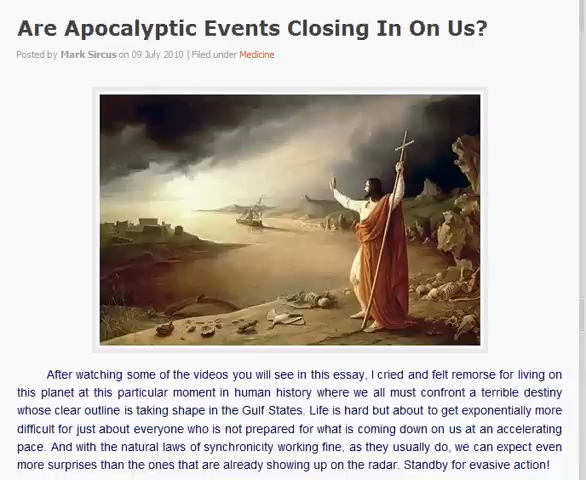 Are Apocalyptic Events Closing In On Us?
Posted by Mark Sircus on 09 July 2010 | Filed under Medicine
After watching some of the videos you will see in this essay, I cried and felt remorse for living on
this planet at this particular moment in human history where we all must confront a terrible destiny
whose clear outline is taking shape in the Gulf States. Life is hard but about to get exponentially more
difficult for just about everyone who is not prepared for what is coming down on us at an accelerating
pace. And with the natural laws of synchronicity working fine, as they usually do, we can expect even
more surprises than the ones that are already showing up on the radar. Standby for evasive action!